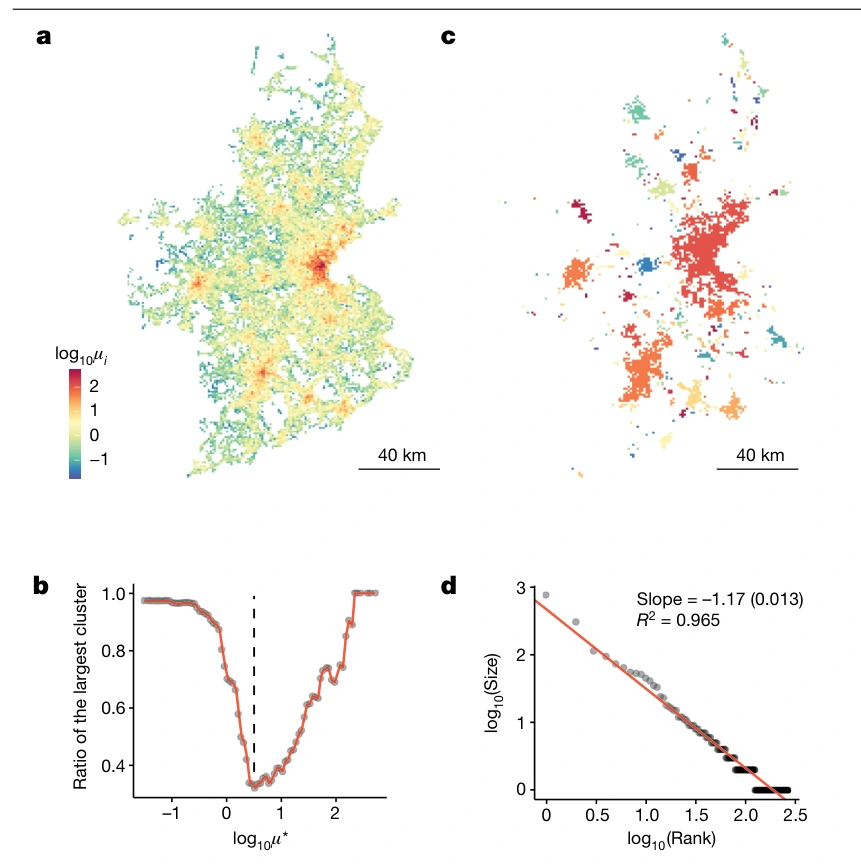 a
log₁₀μᵢ
2
1
0
−1
40 km
c
40 km
b
Ratio of the largest cluster
1.0
0.8
0.6
0.4
−1 0 1 2
log₁₀μ*
d
log₁₀(Size)
3
2
1
0
Slope = −1.17 (0.013)
R² = 0.965
0 0.5 1.0 1.5 2.0 2.5
log₁₀(Rank)